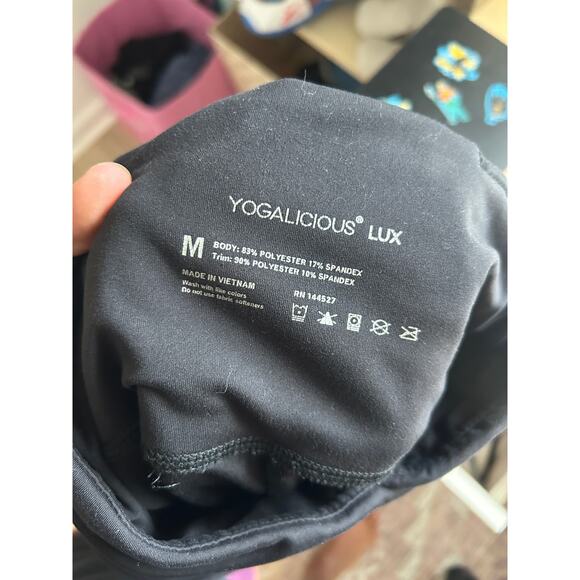 YOGALICIOUS® LUX
M
BODY: 83% POLYESTER 17% SPANDEX
Trim: 90% POLYESTER 10% SPANDEX
MADE IN VIETNAM
Wash with like colors
Do not use fabric softeners
RN 144527